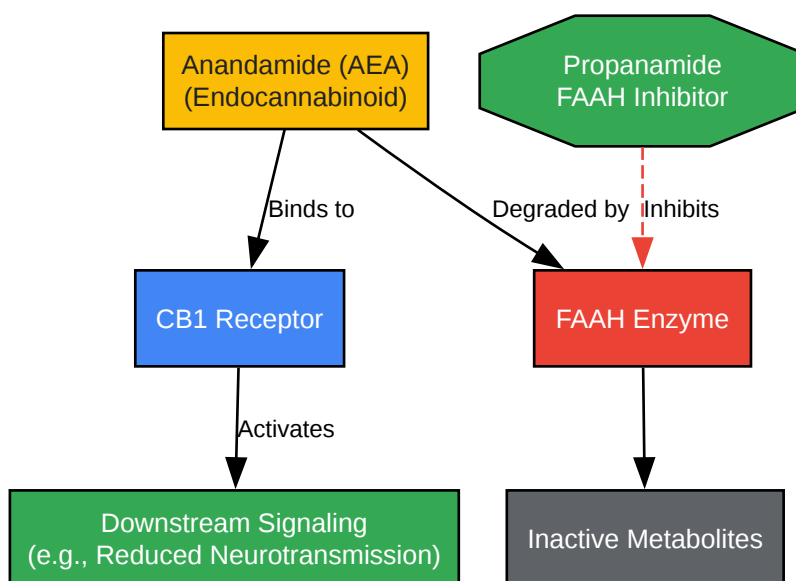 Anandamide (AEA)
(Endocannabinoid)
Propanamide
FAAH Inhibitor
Binds to
Degraded by
Inhibits
CB1 Receptor
FAAH Enzyme
Activates
Downstream Signaling
(e.g., Reduced Neurotransmission)
Inactive Metabolites